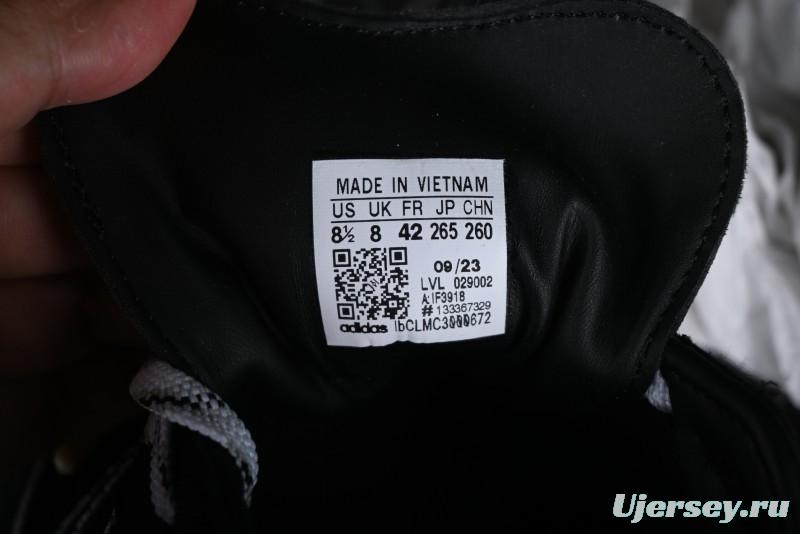 MADE IN VIETNAM
US UK FR JP CHN
8½ 8 42 265 260
09/23
LVL 029002
A:IF3918
# 133367329
adidas
Ujersey.ru